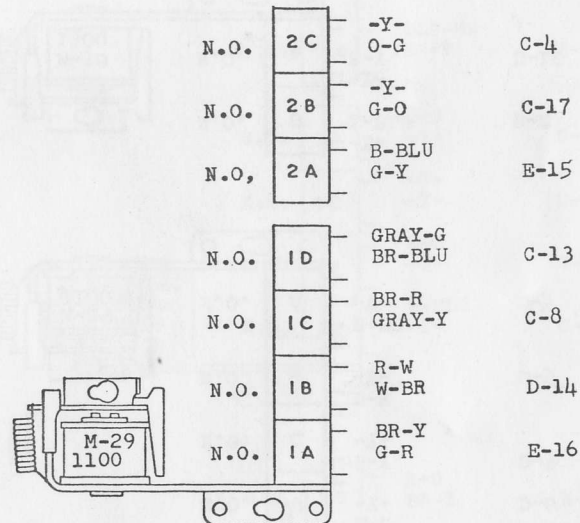 -Y-
N.O. 2C O-G C-4
-Y-
N.O. 2B G-O C-17
B-BLU
N.O, 2A G-Y E-15
GRAY-G
N.O. 1D BR-BLU C-13
BR-R
N.O. 1C GRAY-Y C-8
R-W
N.O. 1B W-BR D-14
M-29
1100
BR-Y
N.O. 1A G-R E-16